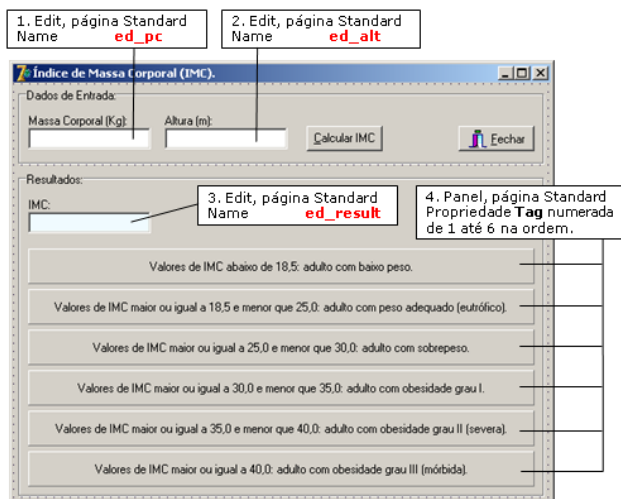 1. Edit, página Standard
Name ed_pc
2. Edit, página Standard
Name ed_alt
Índice de Massa Corporal (IMC).
Dados de Entrada:
Massa Corporal (Kg):
Altura (m):
Calcular IMC
Fechar
Resultados:
IMC:
3. Edit, página Standard
Name ed_result
4. Panel, página Standard
Propriedade Tag numerada
de 1 até 6 na ordem.
Valores de IMC abaixo de 18,5: adulto com baixo peso.
Valores de IMC maior ou igual a 18,5 e menor que 25,0: adulto com peso adequado (eutrófico).
Valores de IMC maior ou igual a 25,0 e menor que 30,0: adulto com sobrepeso.
Valores de IMC maior ou igual a 30,0 e menor que 35,0: adulto com obesidade grau I.
Valores de IMC maior ou igual a 35,0 e menor que 40,0: adulto com obesidade grau II (severa).
Valores de IMC maior ou igual a 40,0: adulto com obesidade grau III (mórbida).